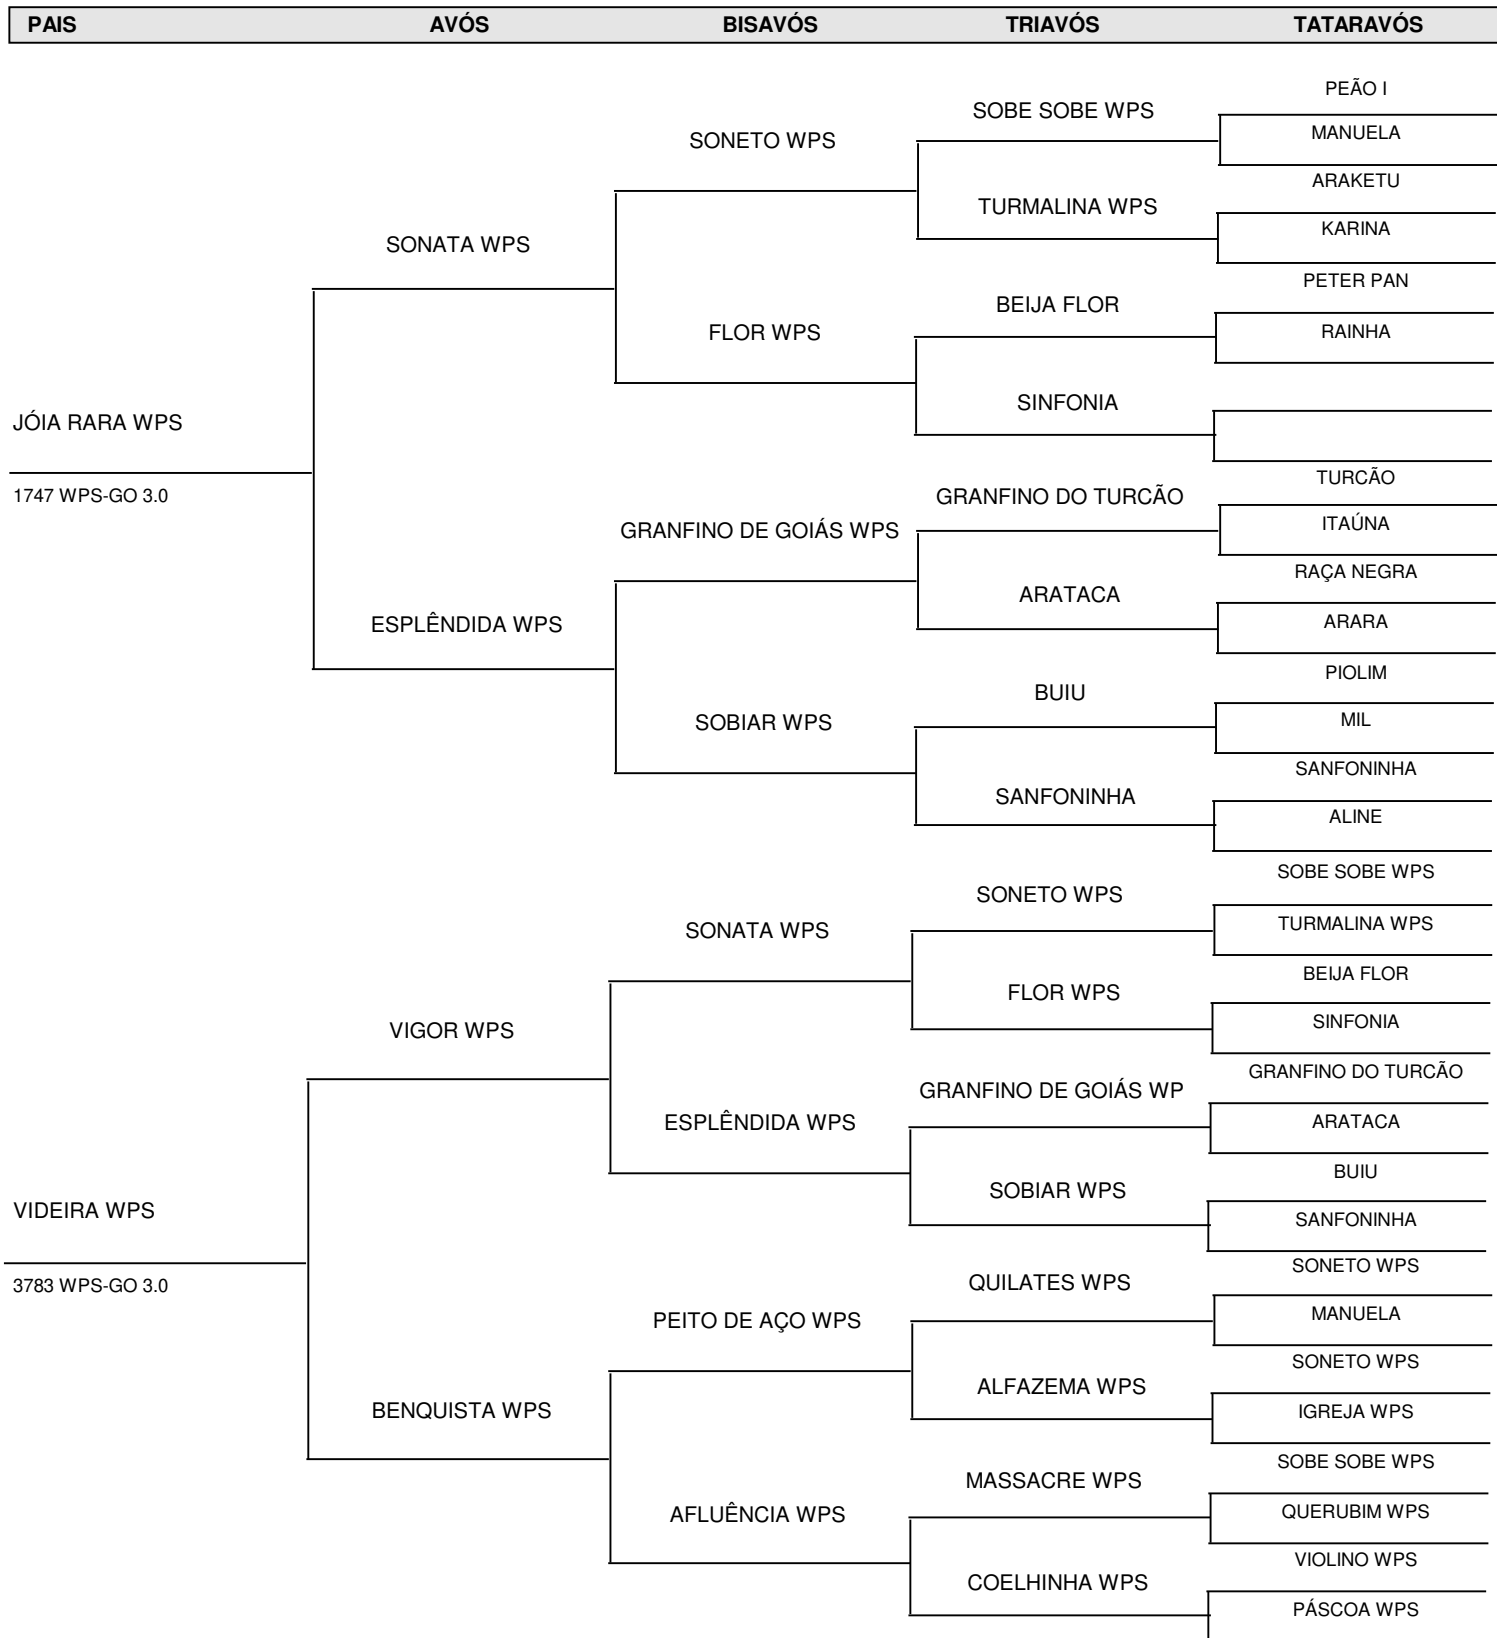 PAIS AVÓS BISAVÓS TRIAVÓS TATARAVÓS
PEÃO I
SOBE SOBE WPS
MANUELA
SONETO WPS
ARAKETU
TURMALINA WPS
KARINA
SONATA WPS
PETER PAN
BEIJA FLOR
RAINHA
FLOR WPS
SINFONIA
JÓIA RARA WPS
1747 WPS-GO 3.0
TURCÃO
GRANFINO DO TURCÃO
ITAÚNA
GRANFINO DE GOIÁS WPS
RAÇA NEGRA
ARATACA
ARARA
ESPLÊNDIDA WPS
PIOLIM
BUIU
MIL
SOBIAR WPS
SANFONINHA
SANFONINHA
ALINE
SOBE SOBE WPS
SONETO WPS
TURMALINA WPS
SONATA WPS
BEIJA FLOR
FLOR WPS
SINFONIA
VIGOR WPS
GRANFINO DO TURCÃO
GRANFINO DE GOIÁS WP
ARATACA
ESPLÊNDIDA WPS
BUIU
SOBIAR WPS
SANFONINHA
VIDEIRA WPS
3783 WPS-GO 3.0
SONETO WPS
QUILATES WPS
MANUELA
PEITO DE AÇO WPS
SONETO WPS
ALFAZEMA WPS
IGREJA WPS
BENQUISTA WPS
SOBE SOBE WPS
MASSACRE WPS
QUERUBIM WPS
AFLUÊNCIA WPS
VIOLINO WPS
COELHINHA WPS
PÁSCOA WPS